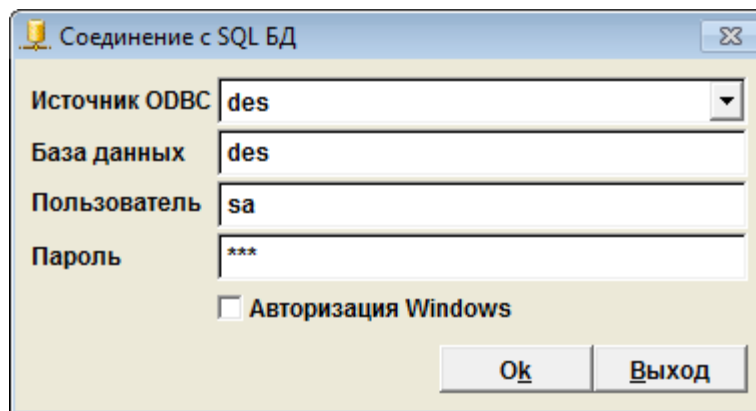 Соединение с SQL БД
Источник ODBC des
База данных des
Пользователь sa
Пароль ***
Авторизация Windows
Ok Выход